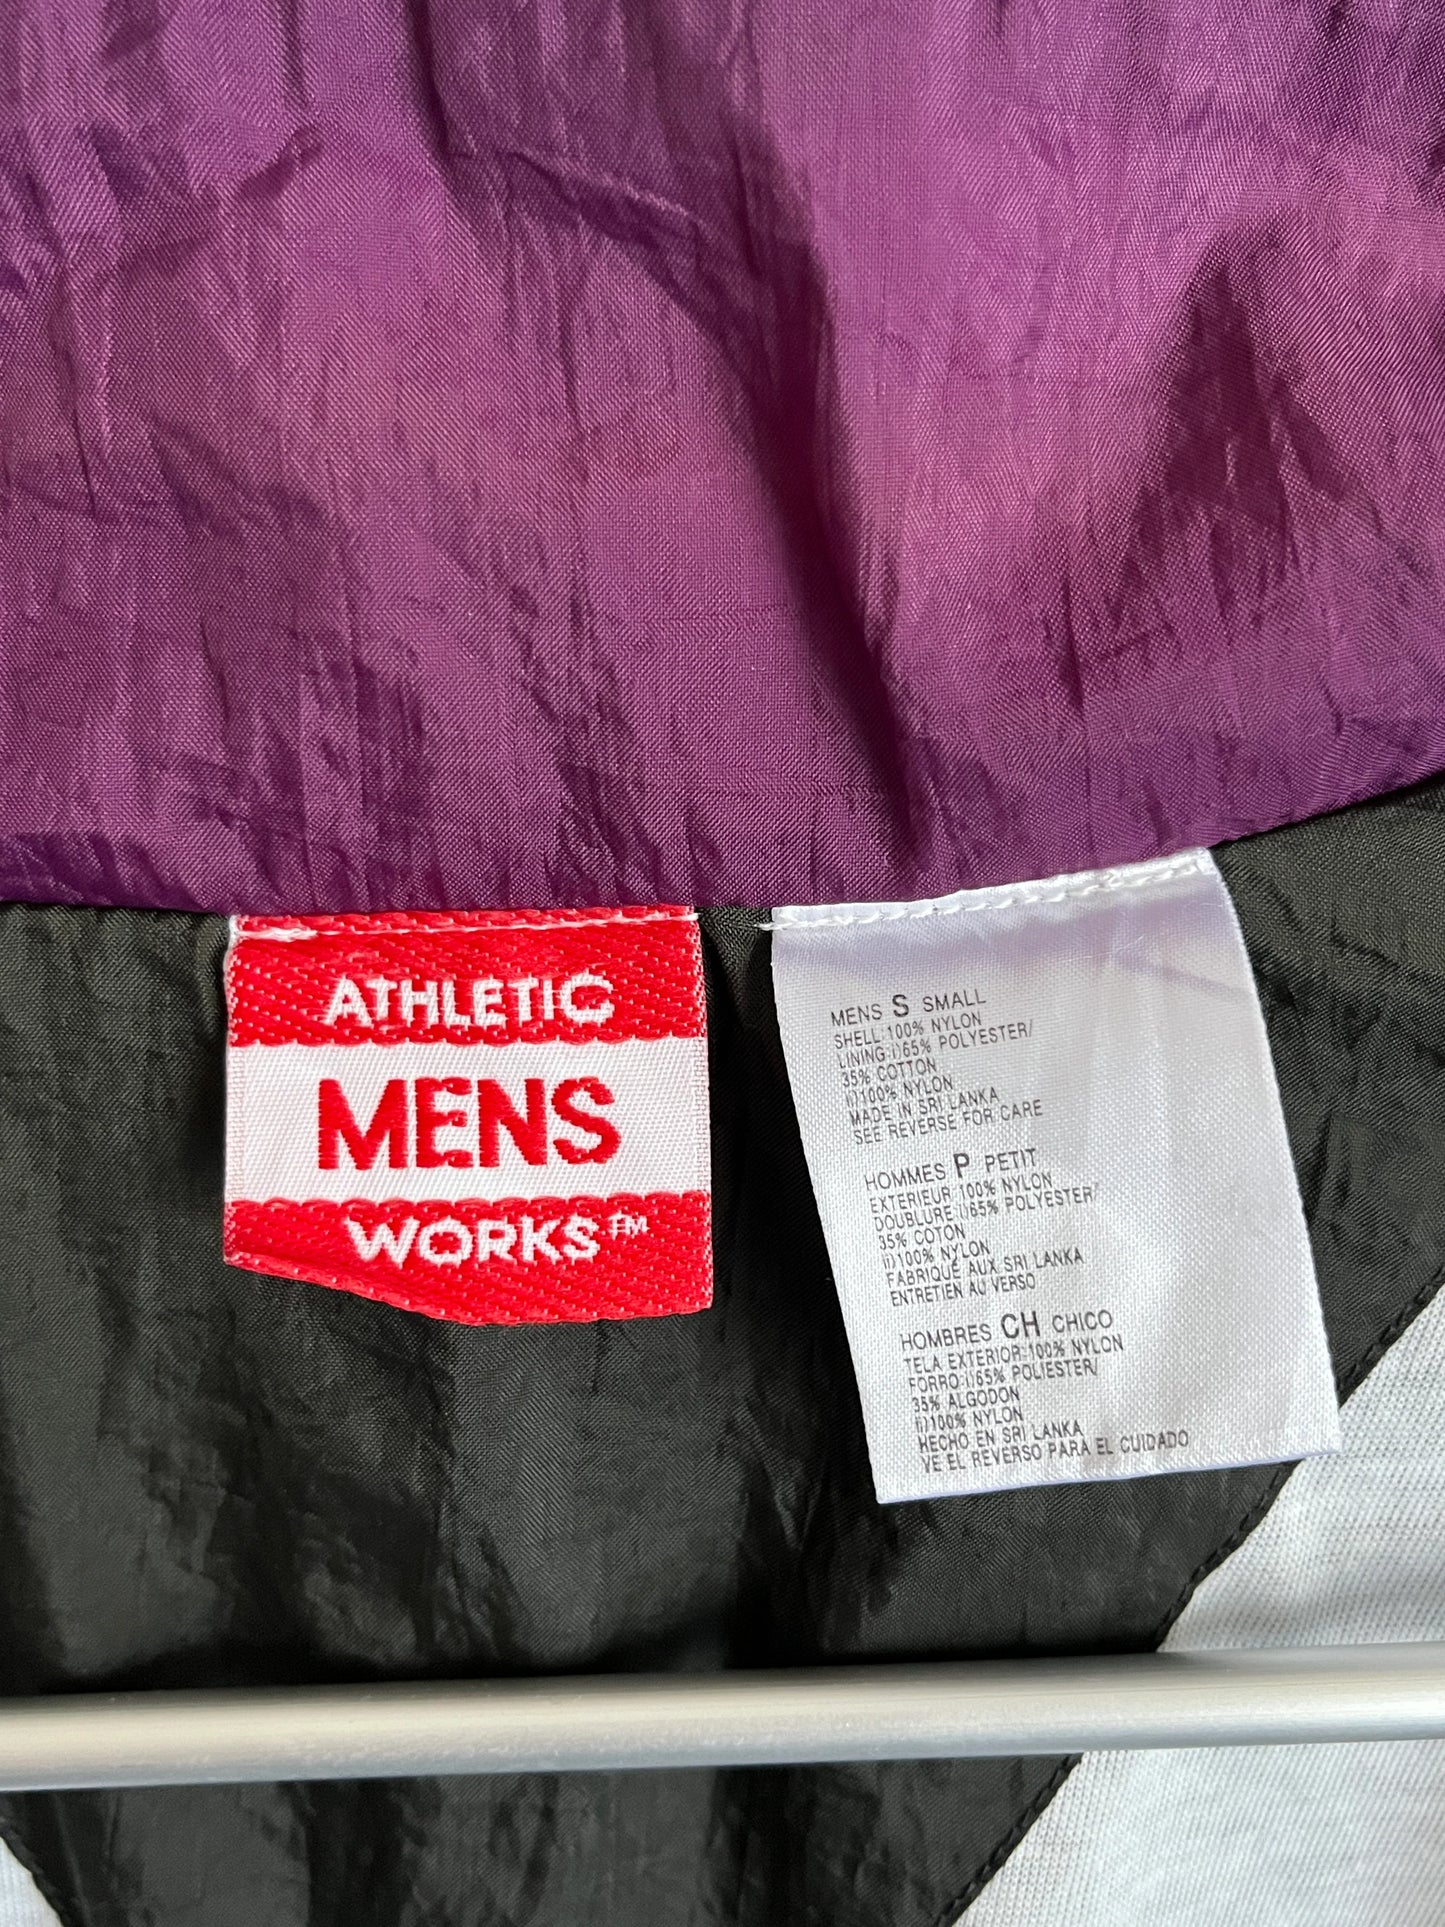 ATHLETIC
MENS
WORKS™
MENS S SMALL
SHELL:100% NYLON
LINING:i)65% POLYESTER/
35% COTTON
ii)100% NYLON
MADE IN SRI LANKA
SEE REVERSE FOR CARE
HOMMES P PETIT
EXTERIEUR 100% NYLON
DOUBLURE:i)65% POLYESTER/
35% COTON
ii)100% NYLON
FABRIQUÉ AUX SRI LANKA
ENTRETIEN AU VERSO
HOMBRES CH CHICO
TELA EXTERIOR:100% NYLON
FORRO:i)65% POLIESTER/
35% ALGODON
ii)100% NYLON
HECHO EN SRI LANKA
VE EL REVERSO PARA EL CUIDADO